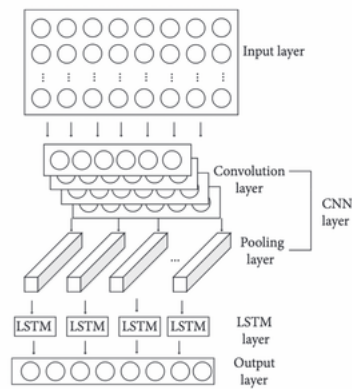 Input layer
Convolution
layer
CNN
layer
Pooling
layer
...
LSTM LSTM LSTM LSTM
LSTM
layer
Output
layer